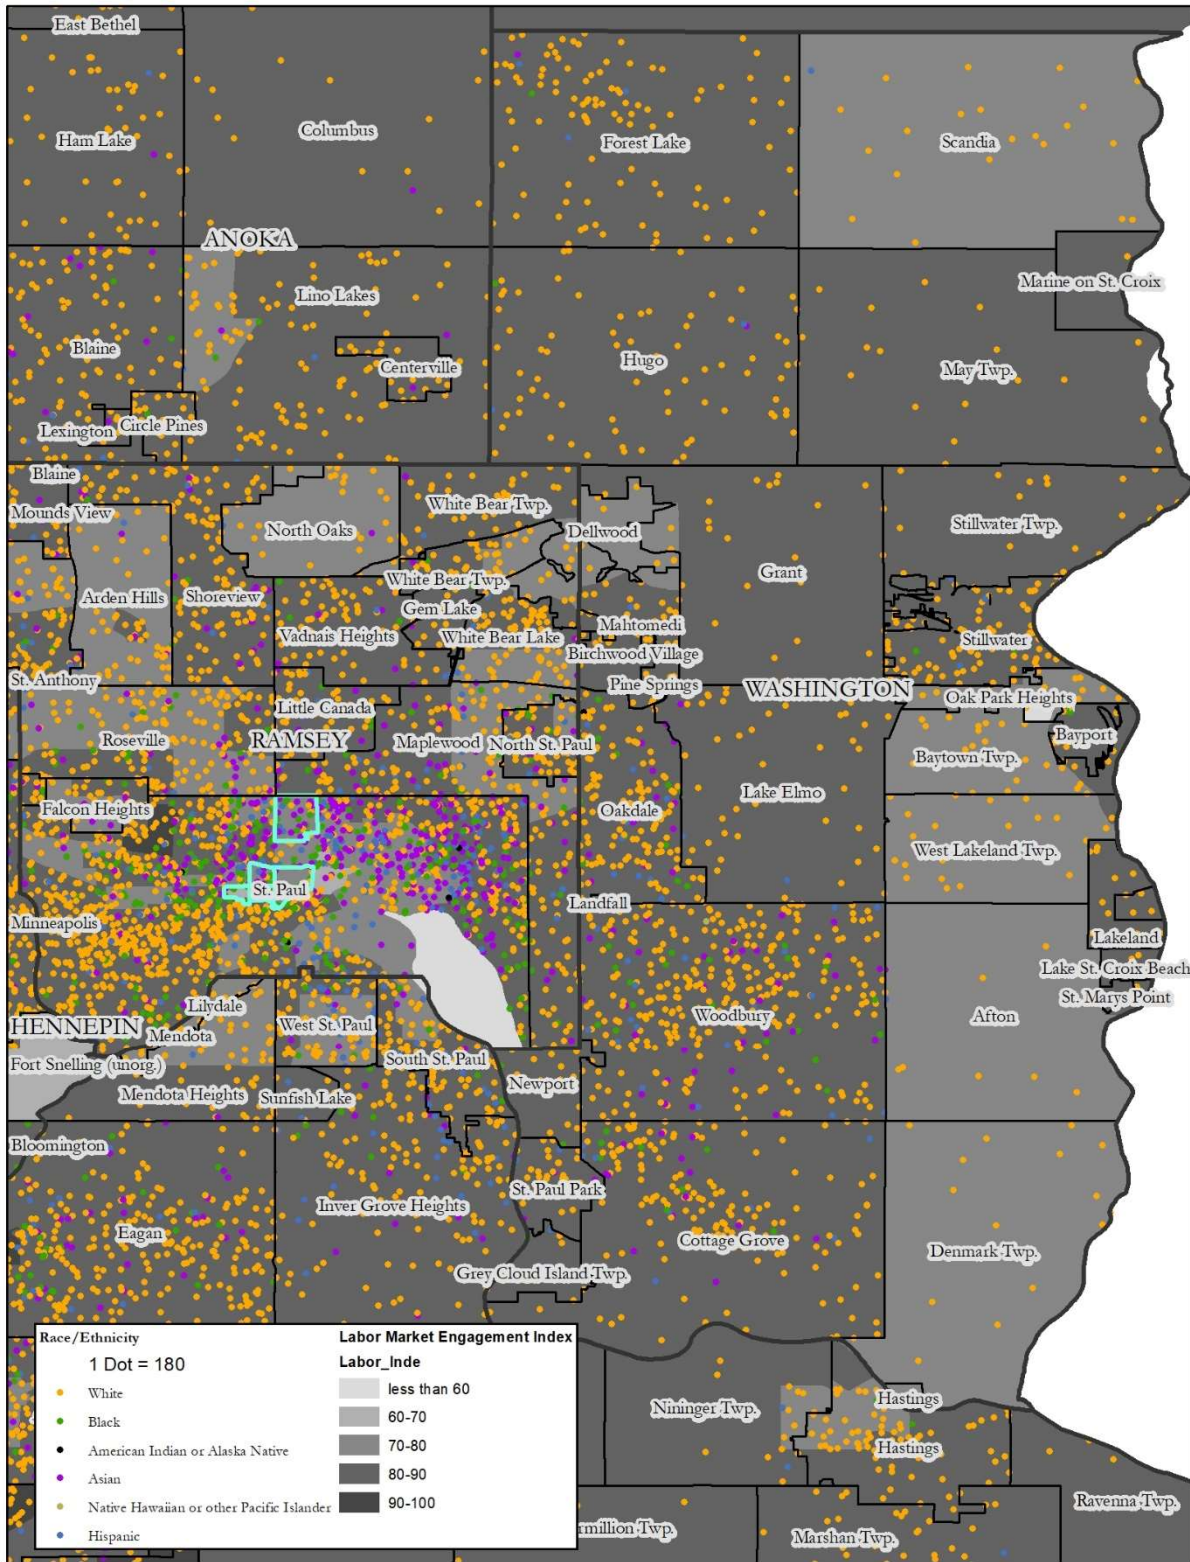 East Bethel
Ham Lake
Columbus
Forest Lake
Scandia
ANOKA
Lino Lakes
Marine on St. Croix
Blaine
Centerville
Hugo
May Twp.
Lexington
Circle Pines
Blaine
Mounds View
North Oaks
White Bear Twp.
Dellwood
Stillwater Twp.
Arden Hills
Shoreview
White Bear Twp.
Grant
Gem Lake
Vadnais Heights
White Bear Lake
Mahtomedi
Stillwater
Birchwood Village
St. Anthony
Pine Springs
WASHINGTON
Oak Park Heights
Little Canada
Roseville
RAMSEY
Maplewood
North St. Paul
Bayport
Baytown Twp.
Falcon Heights
Oakdale
Lake Elmo
West Lakeland Twp.
St. Paul
Landfall
Minneapolis
Lakeland
Lake St. Croix Beach
St. Marys Point
Lilydale
Woodbury
Afton
HENNEPIN
Mendota
West St. Paul
Fort Snelling (unorg.)
South St. Paul
Newport
Mendota Heights
Sunfish Lake
Bloomington
St. Paul Park
Inver Grove Heights
Eagan
Cottage Grove
Denmark Twp.
Grey Cloud Island Twp.
Race/Ethnicity
1 Dot = 180
White
Black
American Indian or Alaska Native
Asian
Native Hawaiian or other Pacific Islander
Hispanic
Labor Market Engagement Index
Labor_Inde
less than 60
60-70
70-80
80-90
90-100
Nininger Twp.
Hastings
Hastings
rmillion Twp.
Marshan Twp.
Ravenna Twp.